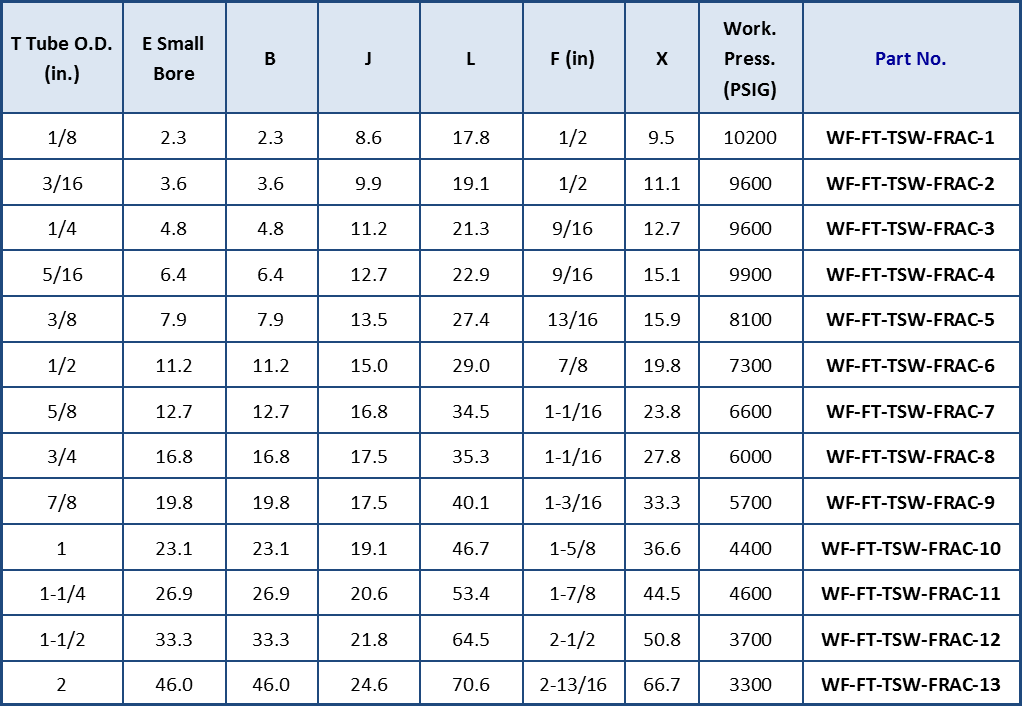 T Tube O.D. (in.) E Small Bore B J L F (in) X Work. Press. (PSIG) Part No.
1/8 2.3 2.3 8.6 17.8 1/2 9.5 10200 WF-FT-TSW-FRAC-1
3/16 3.6 3.6 9.9 19.1 1/2 11.1 9600 WF-FT-TSW-FRAC-2
1/4 4.8 4.8 11.2 21.3 9/16 12.7 9600 WF-FT-TSW-FRAC-3
5/16 6.4 6.4 12.7 22.9 9/16 15.1 9900 WF-FT-TSW-FRAC-4
3/8 7.9 7.9 13.5 27.4 13/16 15.9 8100 WF-FT-TSW-FRAC-5
1/2 11.2 11.2 15.0 29.0 7/8 19.8 7300 WF-FT-TSW-FRAC-6
5/8 12.7 12.7 16.8 34.5 1-1/16 23.8 6600 WF-FT-TSW-FRAC-7
3/4 16.8 16.8 17.5 35.3 1-1/16 27.8 6000 WF-FT-TSW-FRAC-8
7/8 19.8 19.8 17.5 40.1 1-3/16 33.3 5700 WF-FT-TSW-FRAC-9
1 23.1 23.1 19.1 46.7 1-5/8 36.6 4400 WF-FT-TSW-FRAC-10
1-1/4 26.9 26.9 20.6 53.4 1-7/8 44.5 4600 WF-FT-TSW-FRAC-11
1-1/2 33.3 33.3 21.8 64.5 2-1/2 50.8 3700 WF-FT-TSW-FRAC-12
2 46.0 46.0 24.6 70.6 2-13/16 66.7 3300 WF-FT-TSW-FRAC-13